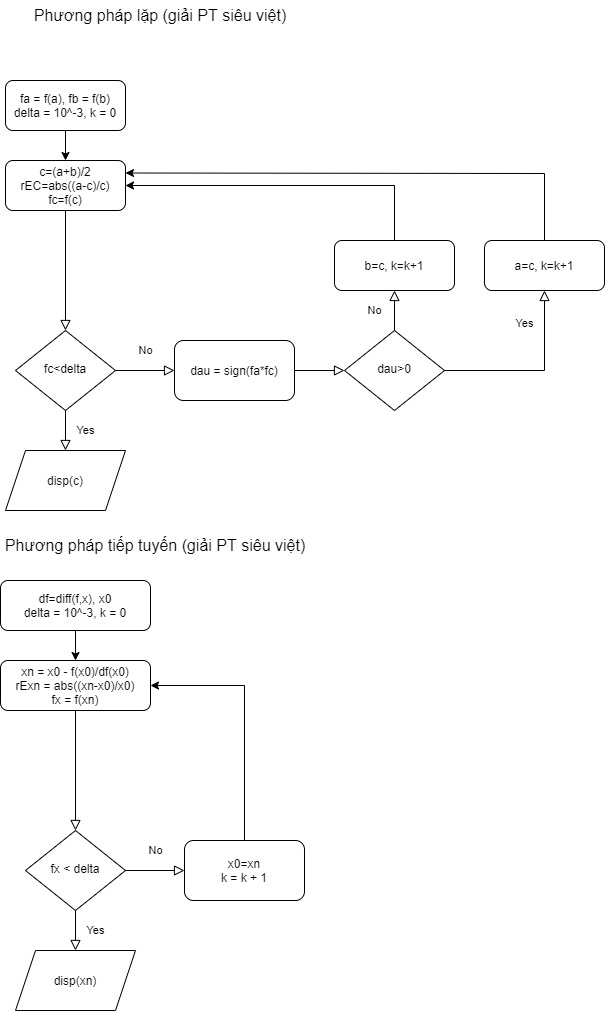 Phương pháp lặp (giải PT siêu việt)
fa = f(a), fb = f(b)
delta = 10^-3, k = 0
c=(a+b)/2
rEC=abs((a-c)/c)
fc=f(c)
b=c, k=k+1
a=c, k=k+1
No
Yes
fc<delta
No
dau = sign(fa*fc)
dau>0
Yes
disp(c)
Phương pháp tiếp tuyến (giải PT siêu việt)
df=diff(f,x), x0
delta = 10^-3, k = 0
xn = x0 - f(x0)/df(x0)
rExn = abs((xn-x0)/x0)
fx = f(xn)
fx < delta
No
x0=xn
k = k + 1
Yes
disp(xn)